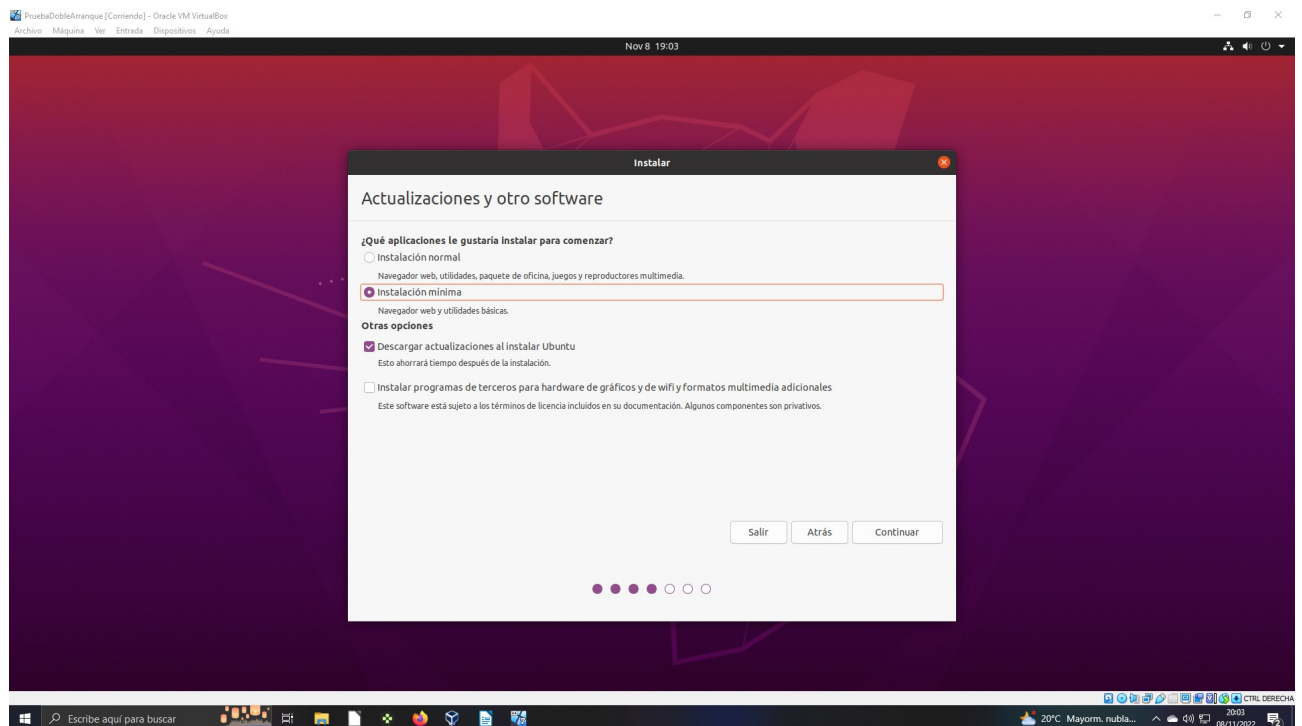 PruebaDobleArranque [Corriendo] - Oracle VM VirtualBox
Archivo Máquina Ver Entrada Dispositivos Ayuda
Nov 8 19:03
Instalar
Actualizaciones y otro software
¿Qué aplicaciones le gustaría instalar para comenzar?
Instalación normal
Navegador web, utilidades, paquete de oficina, juegos y reproductores multimedia.
Instalación mínima
Navegador web y utilidades básicas.
Otras opciones
Descargar actualizaciones al instalar Ubuntu
Esto ahorrará tiempo después de la instalación.
Instalar programas de terceros para hardware de gráficos y de wifi y formatos multimedia adicionales
Este software está sujeto a los términos de licencia incluidos en su documentación. Algunos componentes son privativos.
Salir Atrás Continuar
CTRL DERECHA
Escribe aquí para buscar
20°C Mayorm. nubla...
20:03
08/11/2022
2